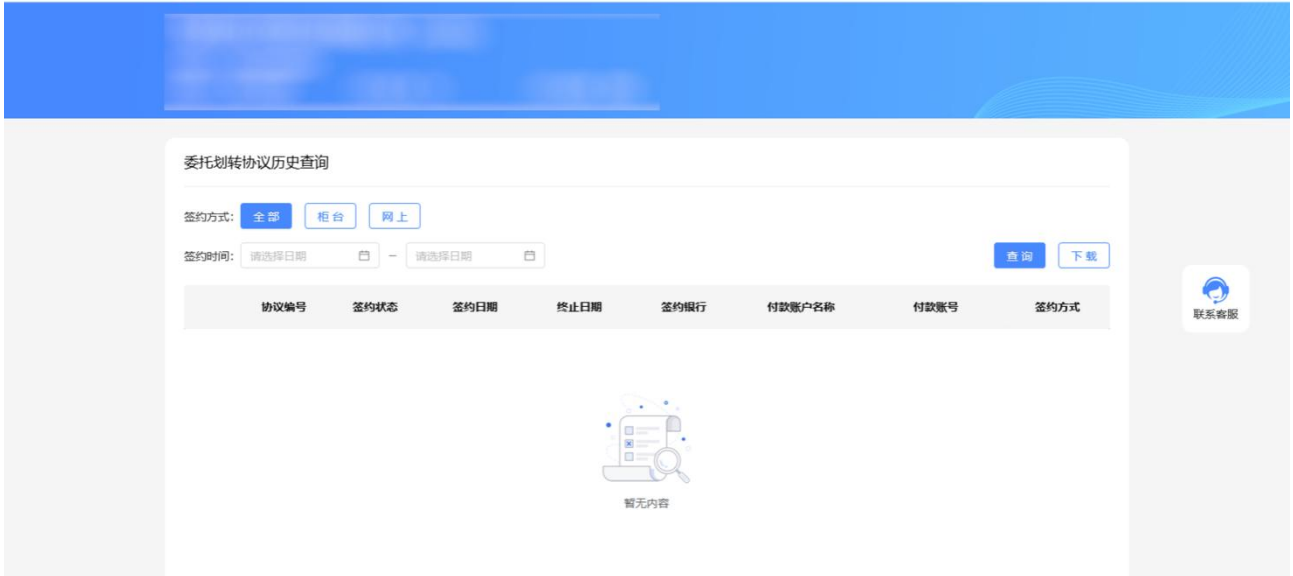 委托划转协议历史查询
签约方式: 全部 柜台 网上
签约时间: 请选择日期 - 请选择日期 查询 下载
协议编号 签约状态 签约日期 终止日期 签约银行 付款账户名称 付款账号 签约方式
联系客服
暂无内容